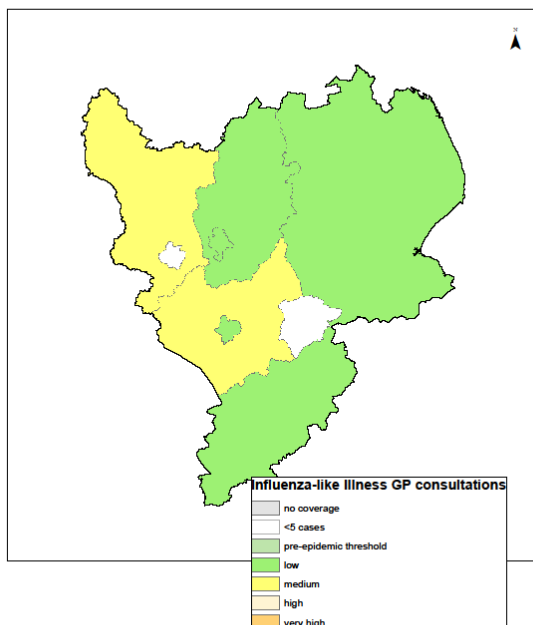 Influenza-like Illness GP consultations
no coverage
<5 cases
pre-epidemic threshold
low
medium
high
very high